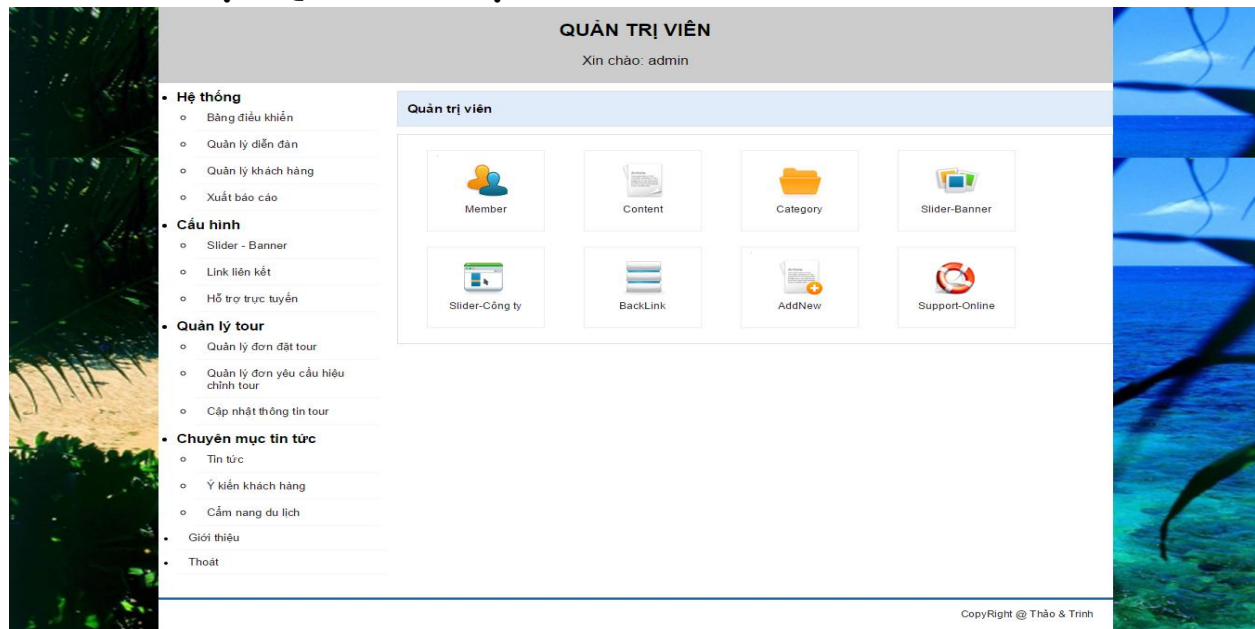 QUẢN TRỊ VIÊN
Xin chào: admin
Hệ thống
Bảng điều khiển
Quản lý diễn đàn
Quản lý khách hàng
Xuất báo cáo
Cấu hình
Slider - Banner
Link liên kết
Hỗ trợ trực tuyến
Quản lý tour
Quản lý đơn đặt tour
Quản lý đơn yêu cầu hiệu
chỉnh tour
Cập nhật thông tin tour
Chuyên mục tin tức
Tin tức
Ý kiến khách hàng
Cẩm nang du lịch
Giới thiệu
Thoát
Quản trị viên
Member
Content
Category
Slider-Banner
Slider-Công ty
BackLink
AddNew
Support-Online
CopyRight @ Thảo & Trinh